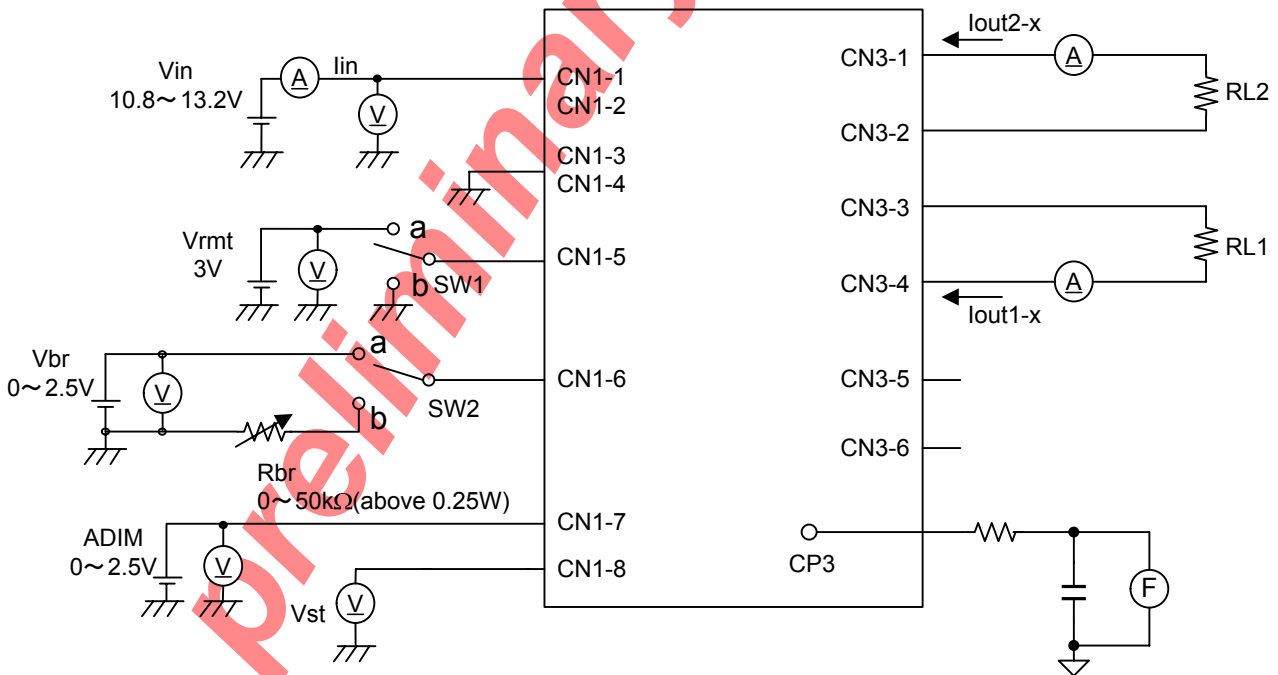 Vin
10.8~13.2V
A
Iin
V
CN1-1
CN1-2
CN1-3
CN1-4
Vrmt
3V
V
a
b
SW1
CN1-5
Vbr
0~2.5V
V
a
b
SW2
CN1-6
Rbr
0~50kΩ(above 0.25W)
ADIM
0~2.5V
V
CN1-7
CN1-8
Vst
V
CN3-1
Iout2-x
A
RL2
CN3-2
CN3-3
RL1
CN3-4
A
Iout1-x
CN3-5
CN3-6
CP3
F
preliminary